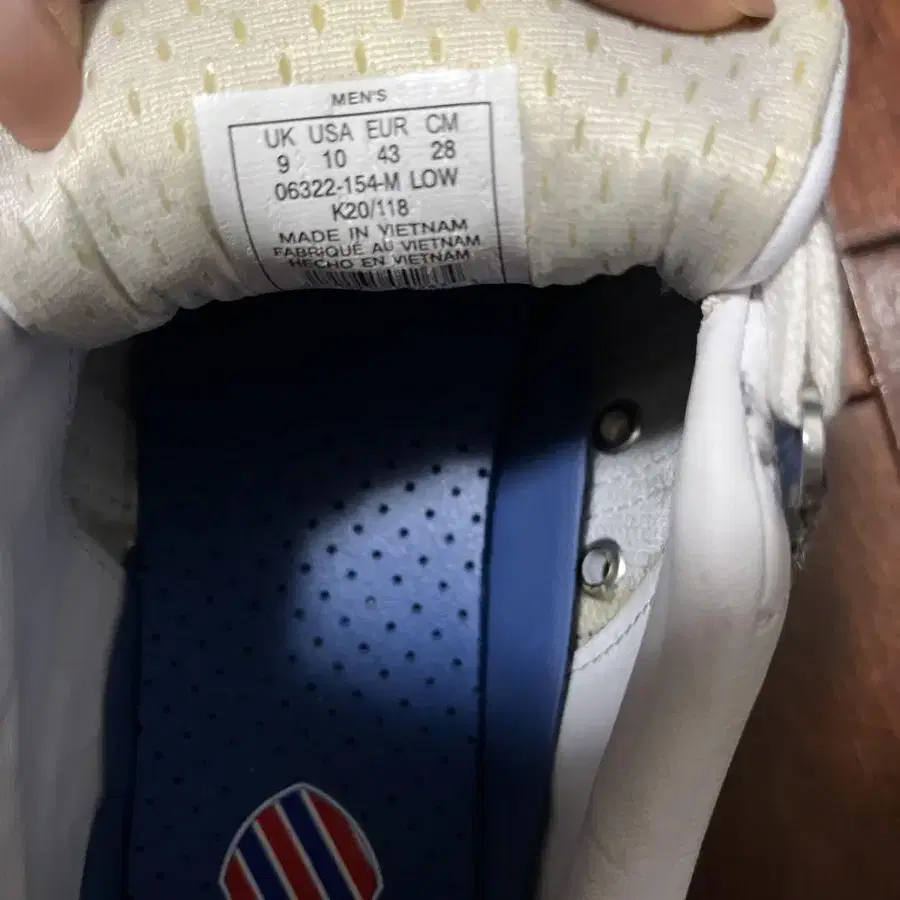 MEN'S
UK USA EUR CM
9 10 43 28
06322-154-M LOW
K20/118
MADE IN VIETNAM
FABRIQUÉ AU VIETNAM
HECHO EN VIETNAM